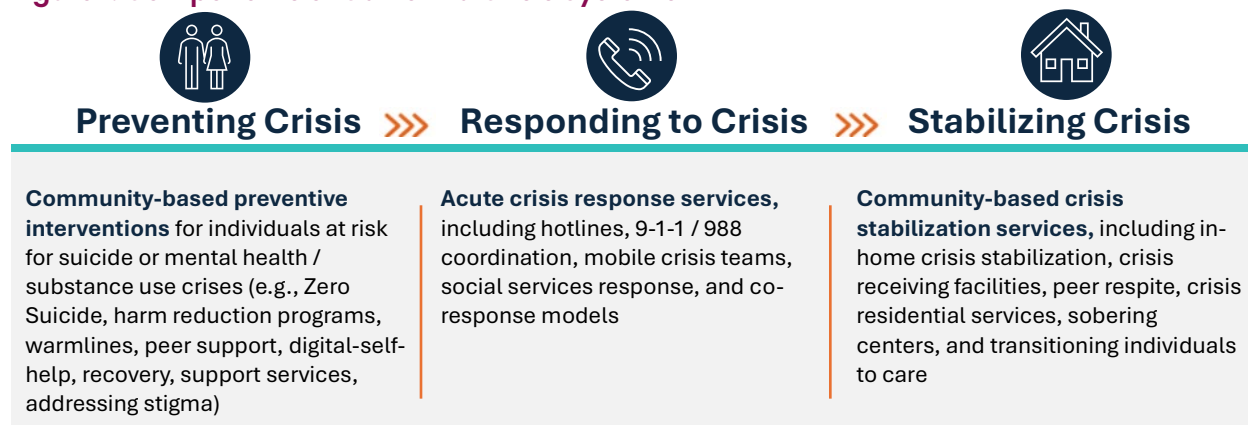 Preventing Crisis >>> Responding to Crisis >>> Stabilizing Crisis
Community-based preventive
interventions for individuals at risk
for suicide or mental health /
substance use crises (e.g., Zero
Suicide, harm reduction programs,
warmlines, peer support, digital-self-
help, recovery, support services,
addressing stigma)
Acute crisis response services,
including hotlines, 9-1-1 / 988
coordination, mobile crisis teams,
social services response, and co-
response models
Community-based crisis
stabilization services, including in-
home crisis stabilization, crisis
receiving facilities, peer respite, crisis
residential services, sobering
centers, and transitioning individuals
to care